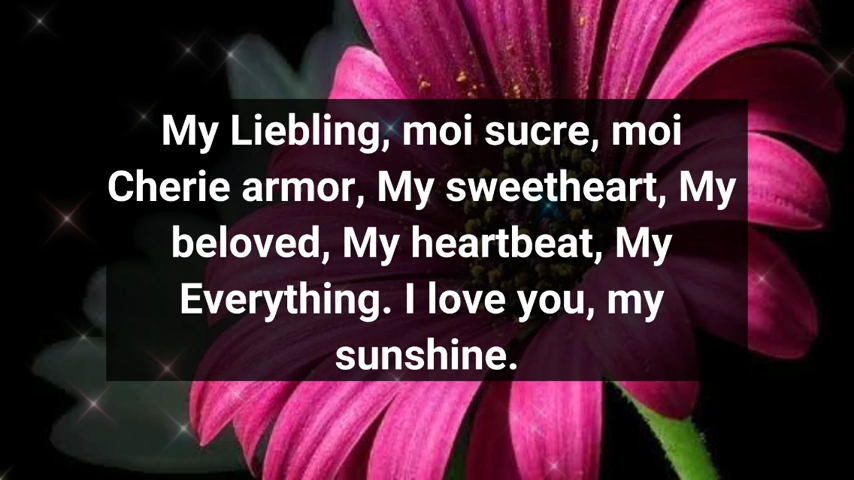 My Liebling, moi sucre, moi
Cherie armor, My sweetheart, My
beloved, My heartbeat, My
Everything. I love you, my
sunshine.